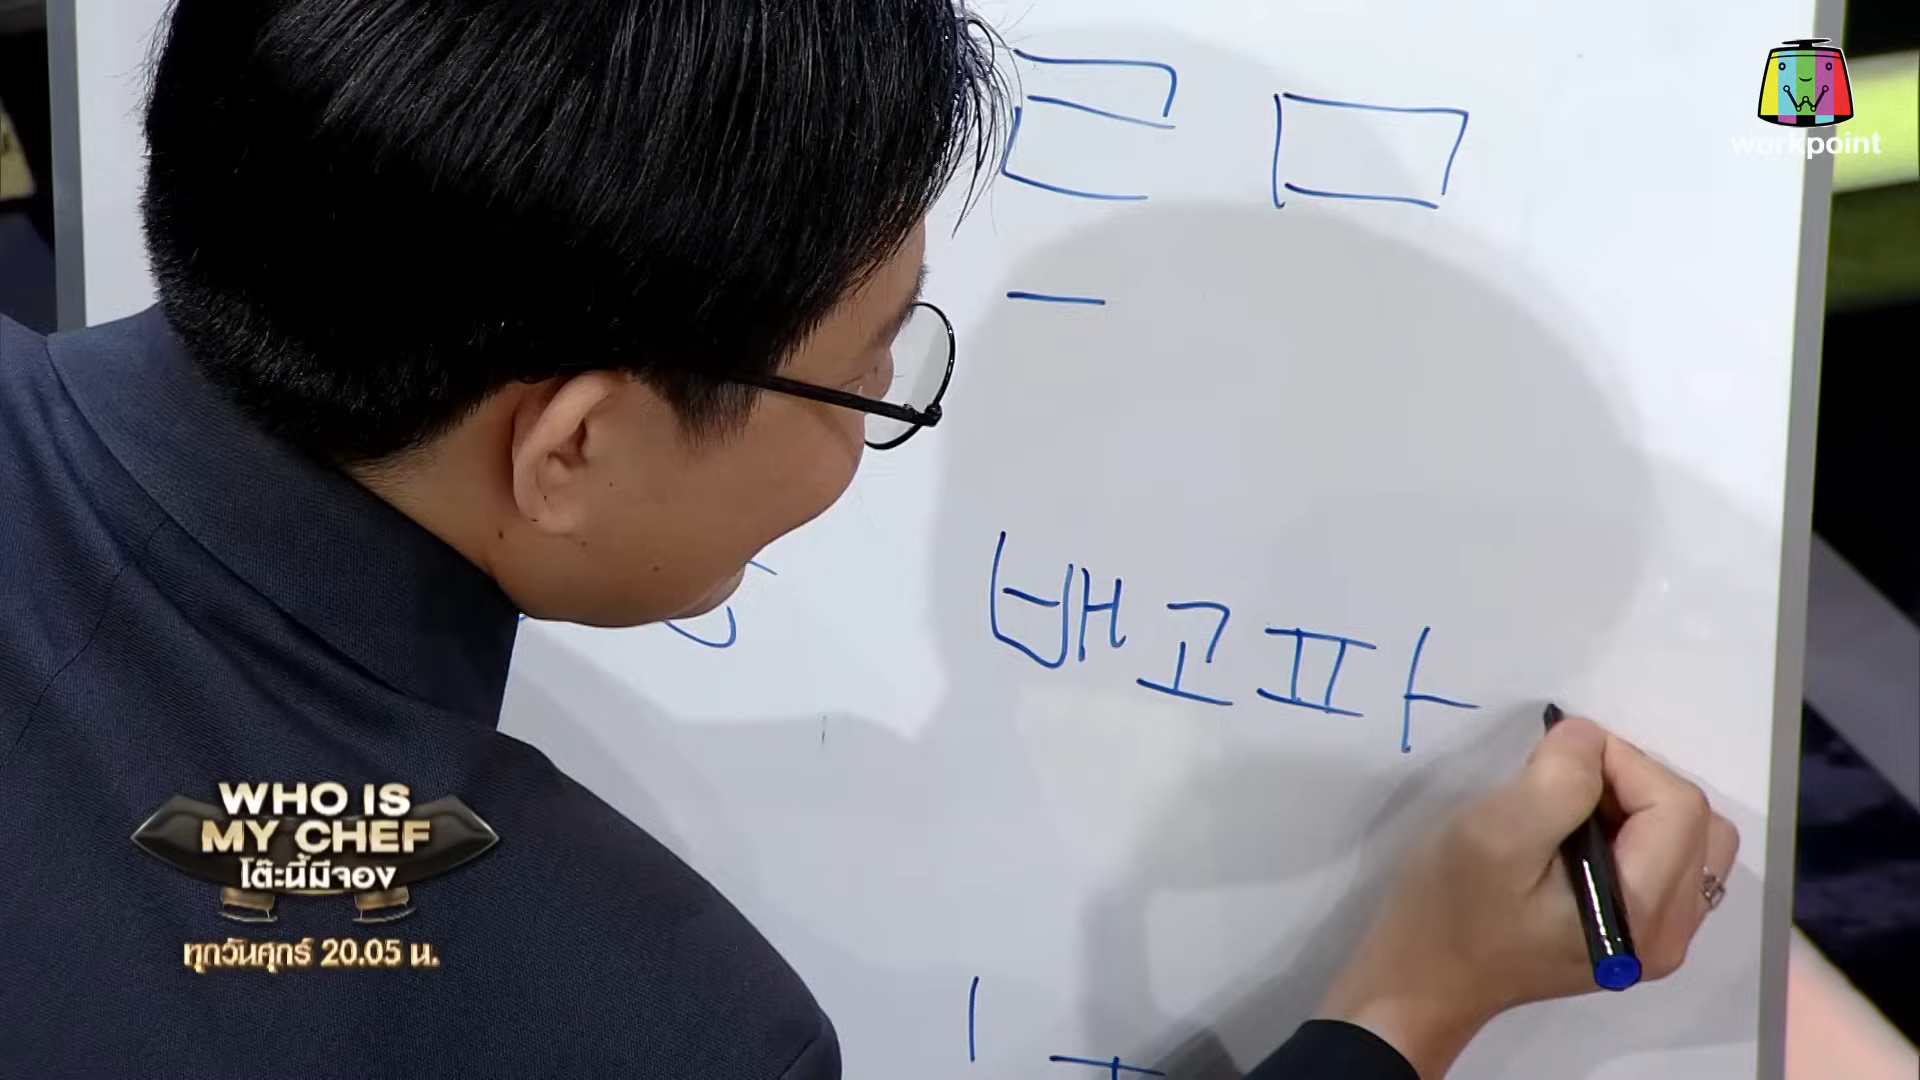 workpoint
배고파
WHO IS
MY CHEF
โต๊ะนี้มีจอง
ทุกวันศุกร์ 20.05 น.